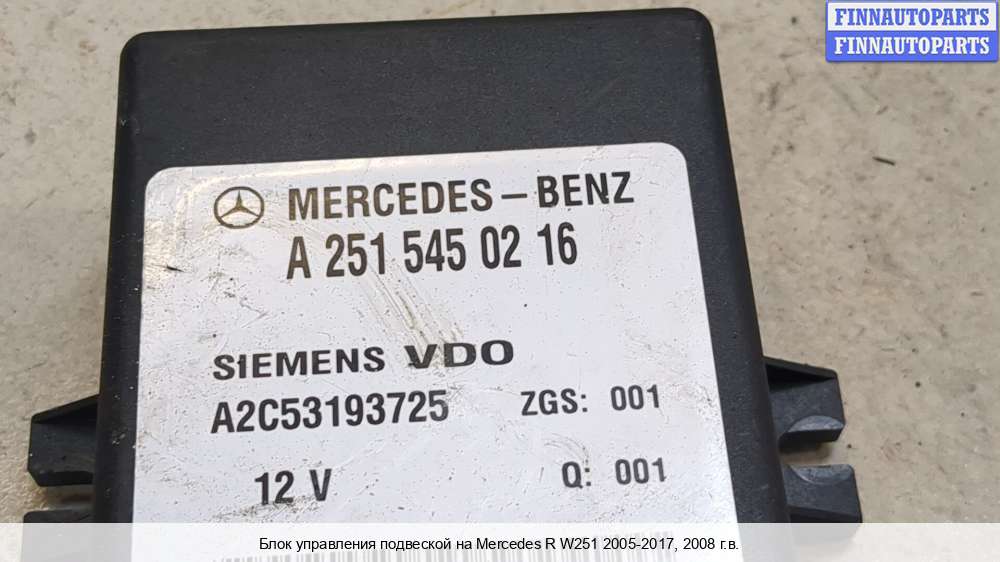 FINNAUTOPARTS
FINNAUTOPARTS
MERCEDES-BENZ
A 251 545 02 16
SIEMENS VDO
A2C53193725 ZGS: 001
12 V Q: 001
Блок управления подвеской на Mercedes R W251 2005-2017, 2008 г.в.